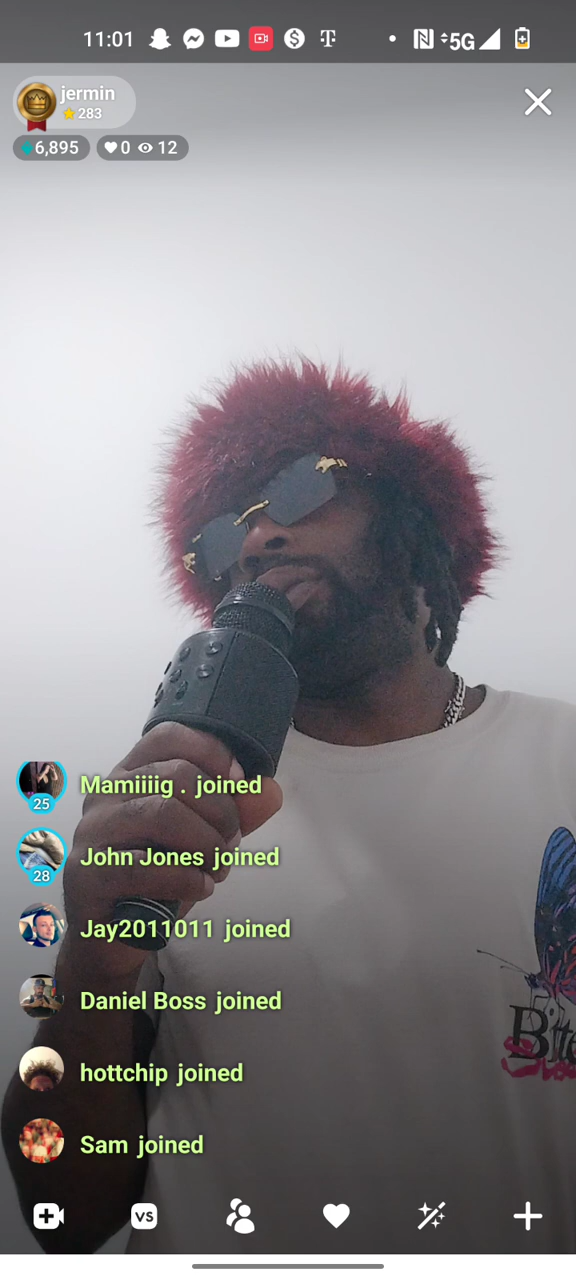 11:01
5G
jermin
283
6,895
0 12
Mamiiiig . joined
25
John Jones joined
28
Jay2011011 joined
Daniel Boss joined
hottchip joined
Sam joined
VS